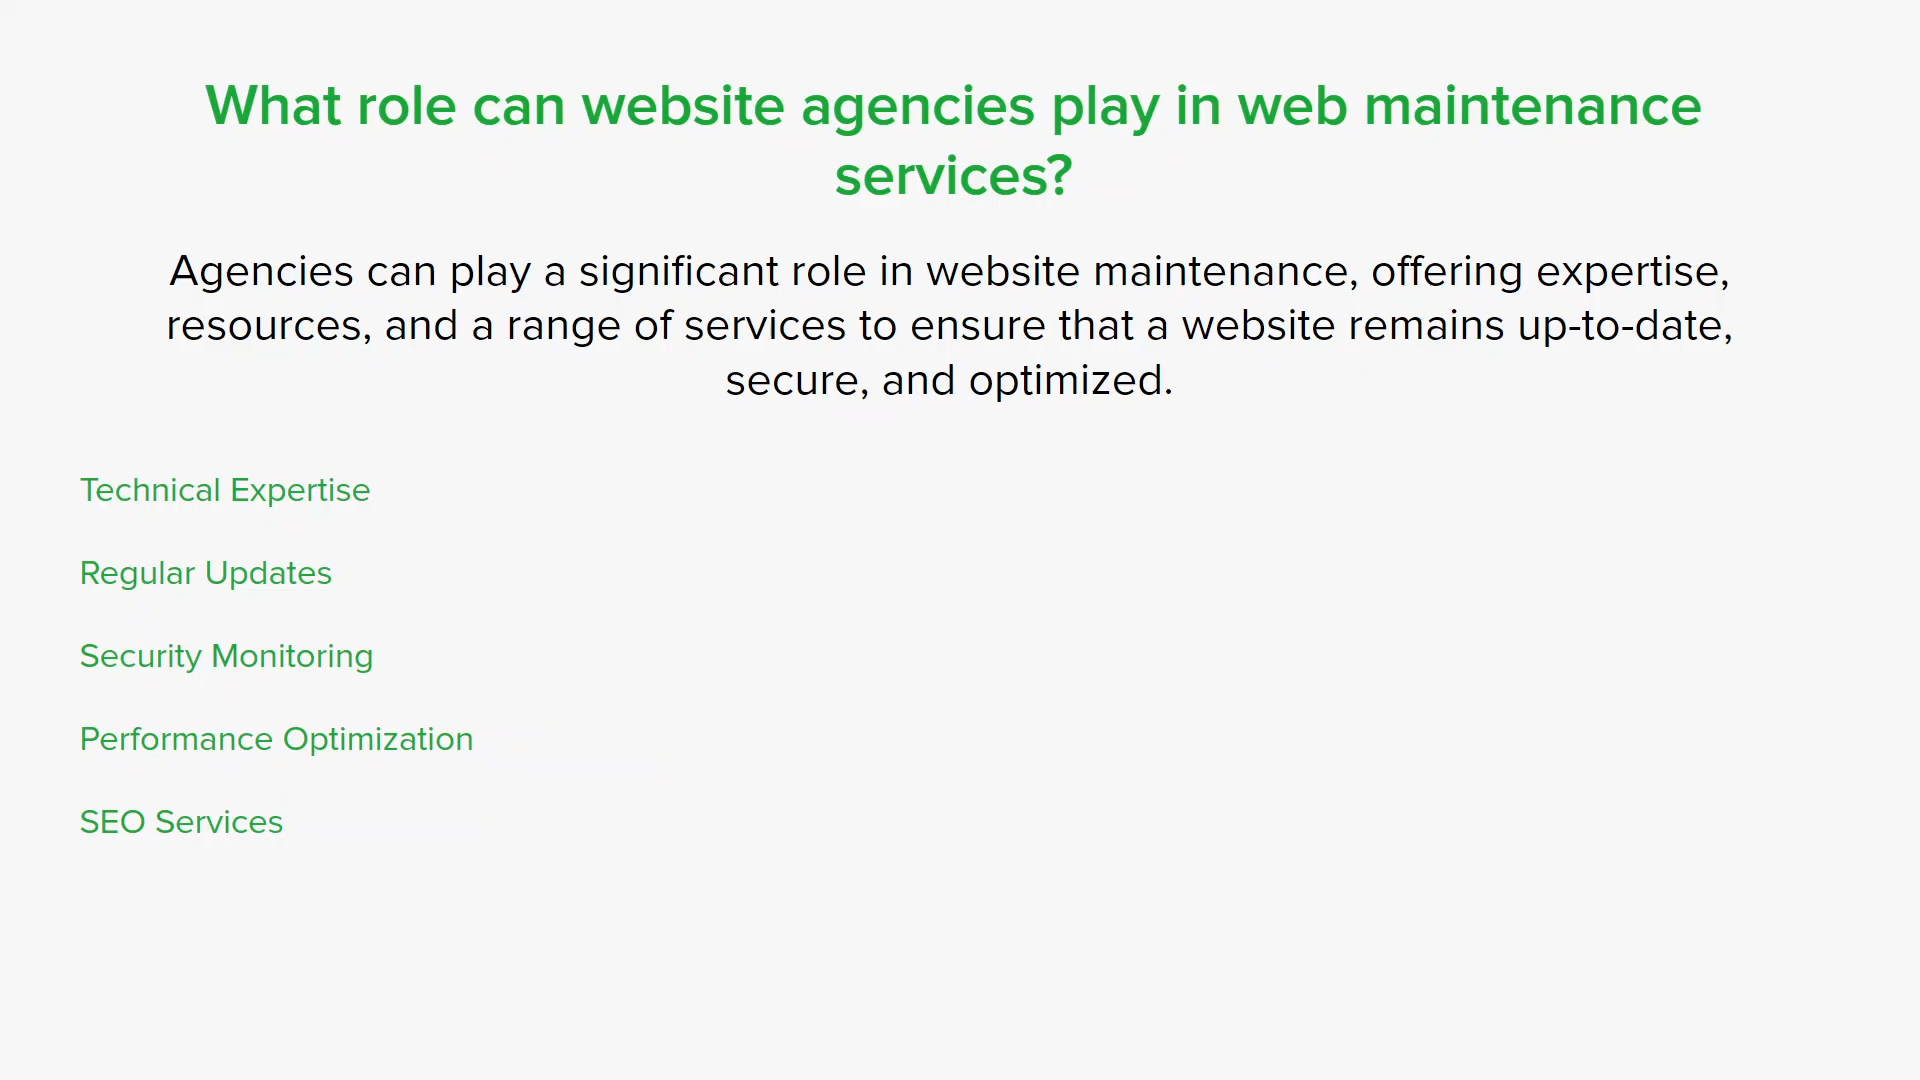 What role can website agencies play in web maintenance
services?
Agencies can play a significant role in website maintenance, offering expertise,
resources, and a range of services to ensure that a website remains up-to-date,
secure, and optimized.
Technical Expertise
Regular Updates
Security Monitoring
Performance Optimization
SEO Services